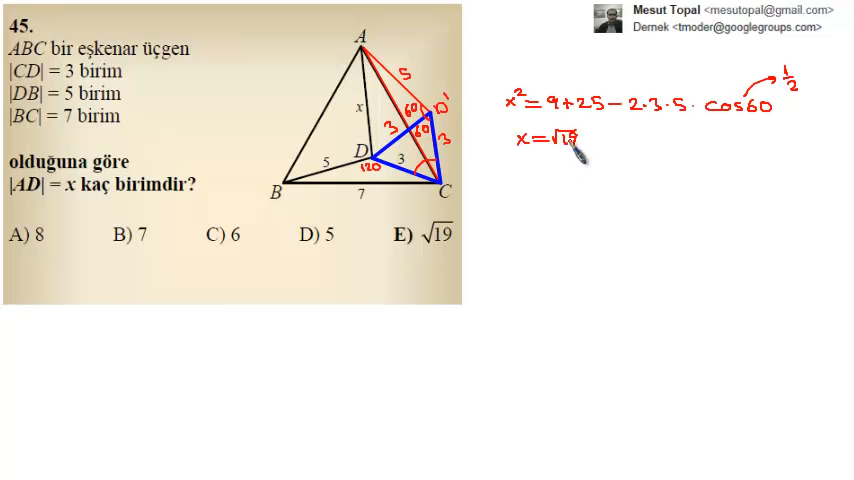 Mesut Topal <mesutopal@gmail.com>
Dernek <tmoder@googlegroups.com>
45.
ABC bir eşkenar üçgen
|CD| = 3 birim
|DB| = 5 birim
|BC| = 7 birim
olduğuna göre
|AD| = x kaç birimdir?
A) 8 B) 7 C) 6 D) 5 E) √19
A
5
x
60
D'
3
60
3
D
5
120
3
B
7
C
x² = 9 + 25 - 2.3.5. cos60
1/2
x = √19